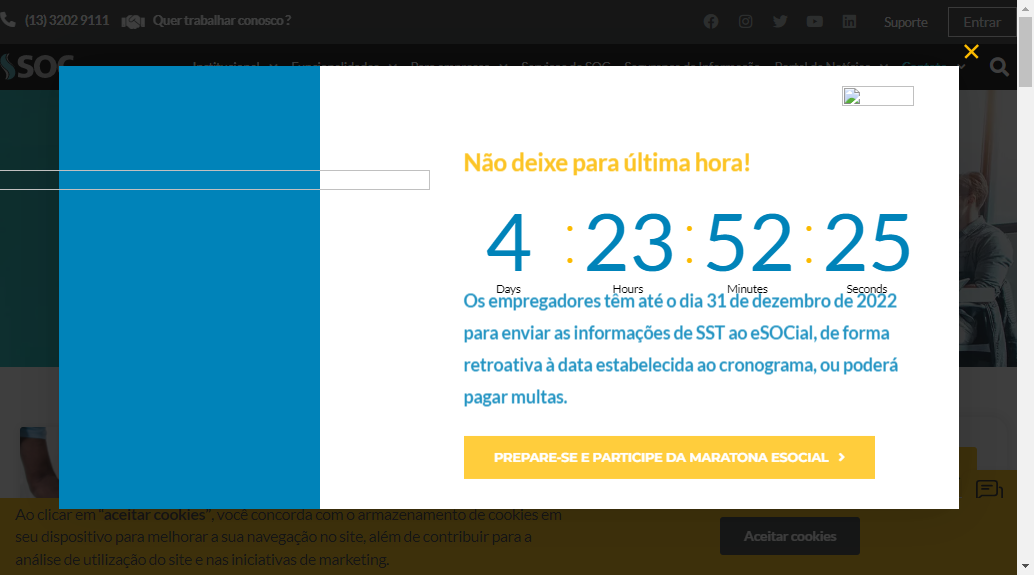 (13) 3202 9111 Quer trabalhar conosco ? Suporte Entrar
SOC
Não deixe para última hora!
4 : 23 : 52 : 25
Days Hours Minutes Seconds
Os empregadores têm até o dia 31 de dezembro de 2022
para enviar as informações de SST ao eSOCial, de forma
retroativa à data estabelecida ao cronograma, ou poderá
pagar multas.
PREPARE-SE E PARTICIPE DA MARATONA ESOCIAL
Ao clicar em "aceitar cookies", você concorda com o armazenamento de cookies em
seu dispositivo para melhorar a sua navegação no site, além de contribuir para a
análise de utilização do site e nas iniciativas de marketing.
Aceitar cookies